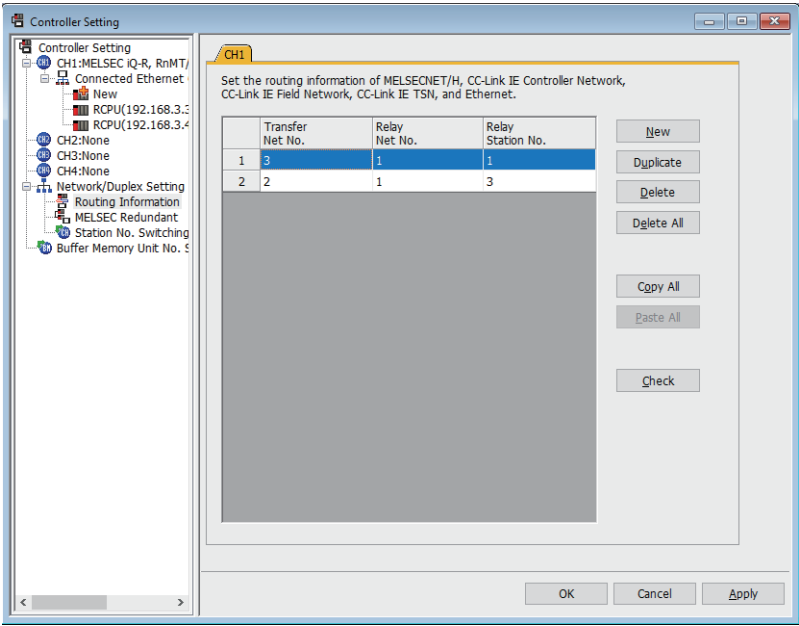 Controller Setting
Controller Setting
CH1:MELSEC iQ-R, RnMT/
Connected Ethernet
New
RCPU(192.168.3.3
RCPU(192.168.3.4
CH2:None
CH3:None
CH4:None
Network/Duplex Setting
Routing Information
MELSEC Redundant
Station No. Switching
Buffer Memory Unit No. S
CH1
Set the routing information of MELSECNET/H, CC-Link IE Controller Network,
CC-Link IE Field Network, CC-Link IE TSN, and Ethernet.
Transfer Net No. Relay Net No. Relay Station No.
1 3 1 1
2 2 1 3
New
Duplicate
Delete
Delete All
Copy All
Paste All
Check
OK Cancel Apply